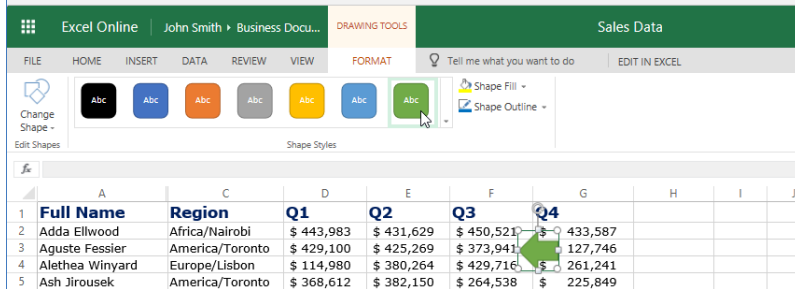 Excel Online John Smith ▸ Business Docu... DRAWING TOOLS Sales Data
FILE HOME INSERT DATA REVIEW VIEW FORMAT Tell me what you want to do EDIT IN EXCEL
Abc Abc Abc Abc Abc Abc Abc
Shape Fill
Change
Shape
Shape Outline
Edit Shapes Shape Styles
fx
A C D E F G H I J
1 Full Name Region Q1 Q2 Q3 Q4
2 Adda Ellwood Africa/Nairobi $ 443,983 $ 431,629 $ 450,521 $ 433,587
3 Aguste Fessier America/Toronto $ 429,100 $ 425,269 $ 373,941 127,746
4 Alethea Winyard Europe/Lisbon $ 114,980 $ 380,264 $ 429,716 $ 261,241
5 Ash Jirousek America/Toronto $ 368,612 $ 382,150 $ 264,538 $ 225,849